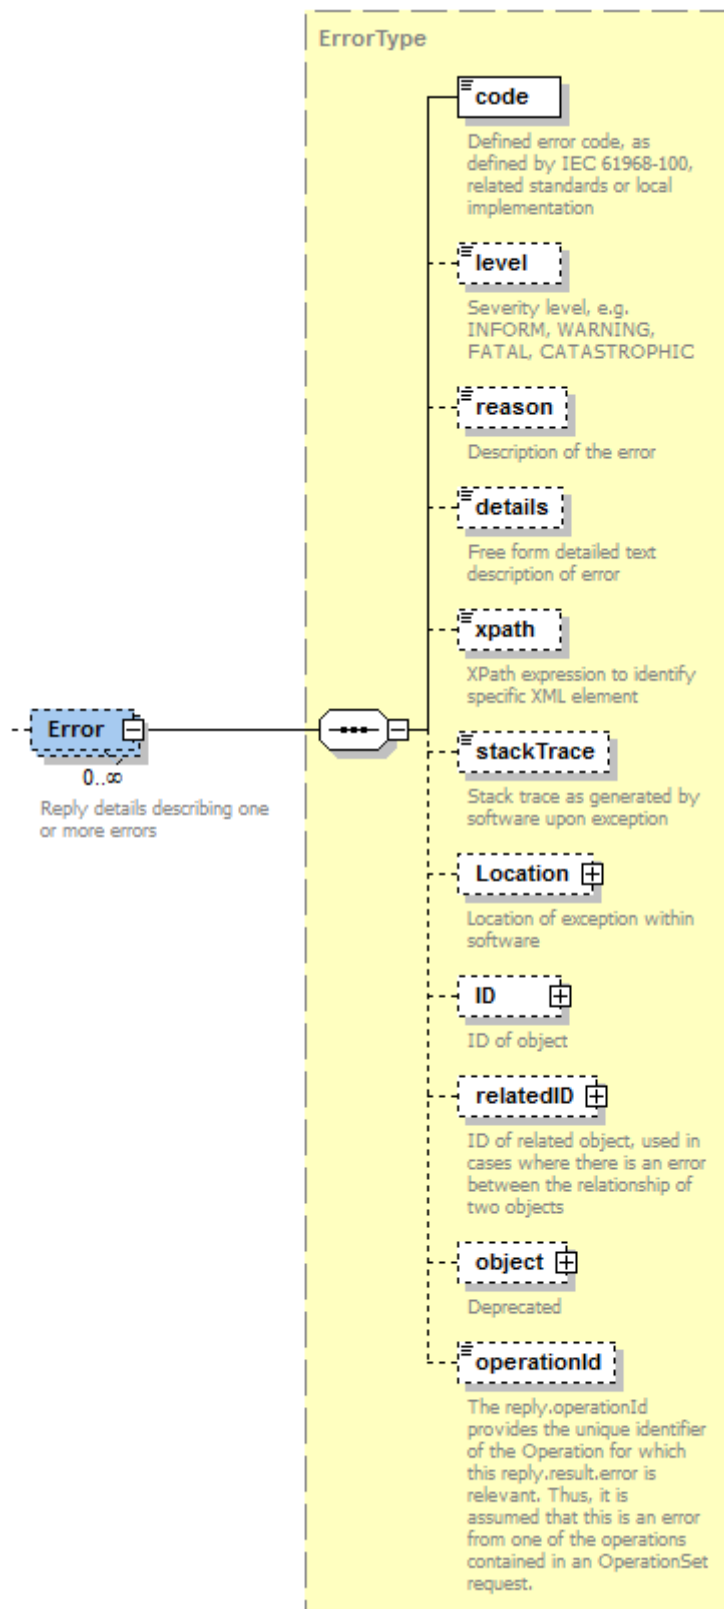 ErrorType
code
Defined error code, as
defined by IEC 61968-100,
related standards or local
implementation
level
Severity level, e.g.
INFORM, WARNING,
FATAL, CATASTROPHIC
reason
Description of the error
details
Free form detailed text
description of error
xpath
XPath expression to identify
specific XML element
Error
0..∞
Reply details describing one
or more errors
stackTrace
Stack trace as generated by
software upon exception
Location
Location of exception within
software
ID
ID of object
relatedID
ID of related object, used in
cases where there is an error
between the relationship of
two objects
object
Deprecated
operationId
The reply.operationId
provides the unique identifier
of the Operation for which
this reply.result.error is
relevant. Thus, it is
assumed that this is an error
from one of the operations
contained in an OperationSet
request.